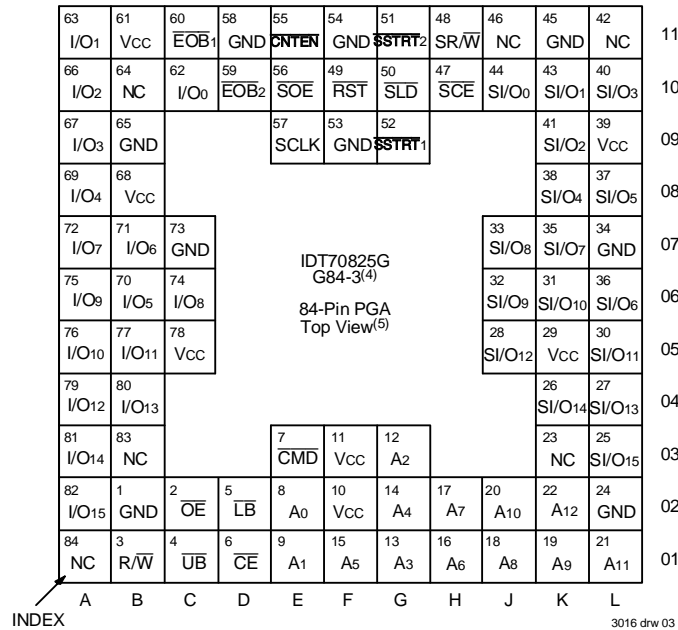 63 61 60 58 55 54 51 48 46 45 42
I/O1 VCC EOB1 GND CNTEN GND SSTRT2 SR/W NC GND NC 11
66 64 62 59 56 49 50 47 44 43 40
I/O2 NC I/O0 EOB2 SOE RST SLD SCE SI/O0 SI/O1 SI/O3 10
67 65 57 53 52 41 39
I/O3 GND SCLK GND SSTRT1 SI/O2 VCC 09
69 68 38 37
I/O4 VCC SI/O4 SI/O5 08
72 71 73 33 35 34
I/O7 I/O6 GND SI/O8 SI/O7 GND 07
IDT70825G
G84-3(4)
75 70 74 32 31 36
I/O9 I/O5 I/O8 SI/O9 SI/O10 SI/O6 06
84-Pin PGA
Top View(5)
76 77 78 28 29 30
I/O10 I/O11 VCC SI/O12 VCC SI/O11 05
79 80 26 27
I/O12 I/O13 SI/O14 SI/O13 04
81 83 7 11 12 23 25
I/O14 NC CMD VCC A2 NC SI/O15 03
82 1 2 5 8 10 14 17 20 22 24
I/O15 GND OE LB A0 VCC A4 A7 A10 A12 GND 02
84 3 4 6 9 15 13 16 18 19 21
NC R/W UB CE A1 A5 A3 A6 A8 A9 A11 01
A B C D E F G H J K L
INDEX
3016 drw 03